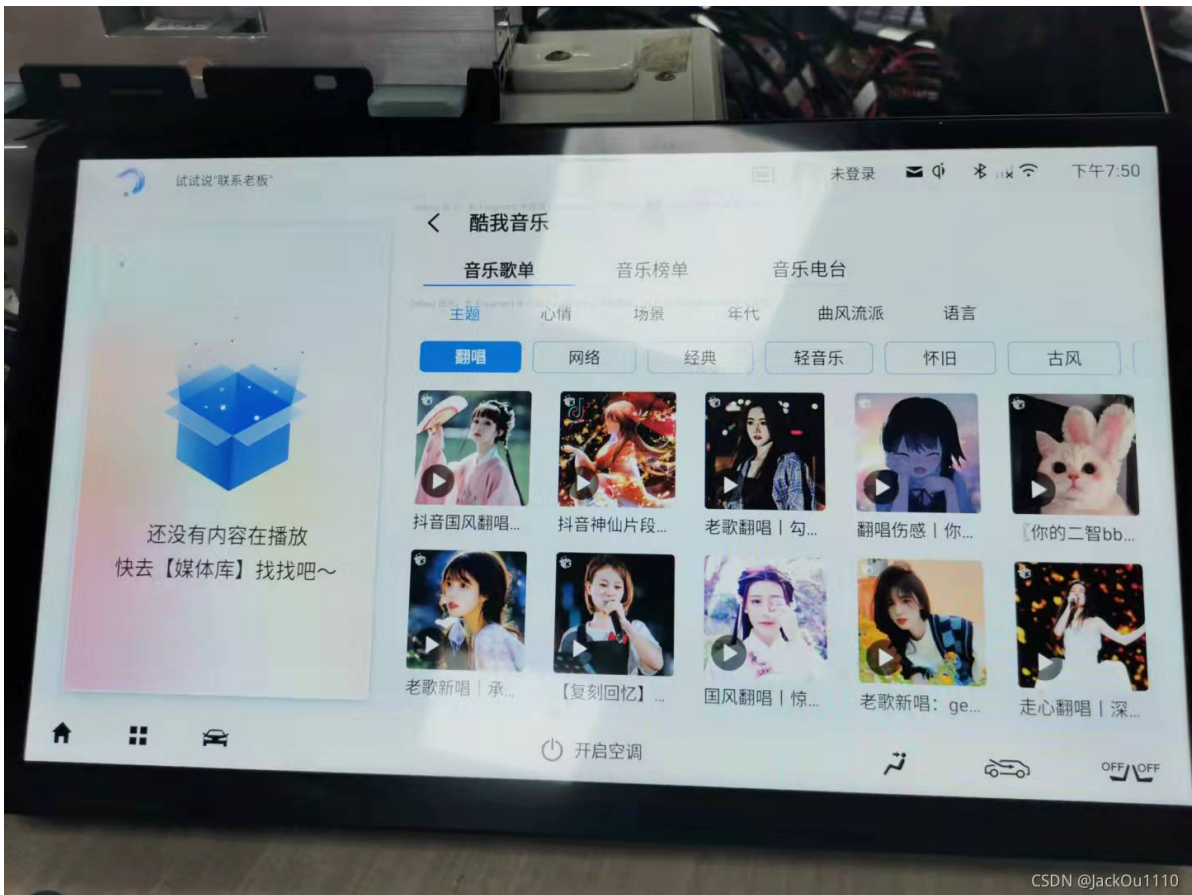 试试说"联系老板"
未登录
下午7:50
酷我音乐
音乐歌单 音乐榜单 音乐电台
主题 心情 场景 年代 曲风流派 语言
翻唱 网络 经典 轻音乐 怀旧 古风
抖音国风翻唱... 抖音神仙片段... 老歌翻唱丨勾... 翻唱伤感丨你... 〖你的二智bb...
还没有内容在播放
快去【媒体库】找找吧~
老歌新唱丨承... 【复刻回忆】... 国风翻唱丨惊... 老歌新唱：ge... 走心翻唱丨深...
开启空调
OFF OFF
CSDN @JackOu1110